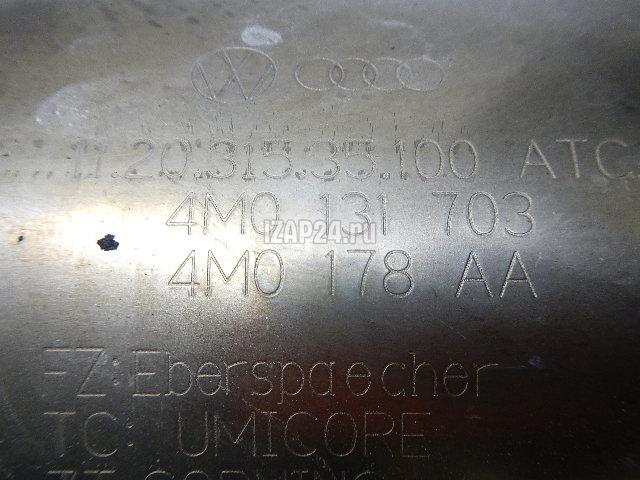 11.20.315.35.100 ATC
4M0 131 703
iZAP24.ru
4M0 178 AA
FZ: Eberspaecher
TC: UMICORE